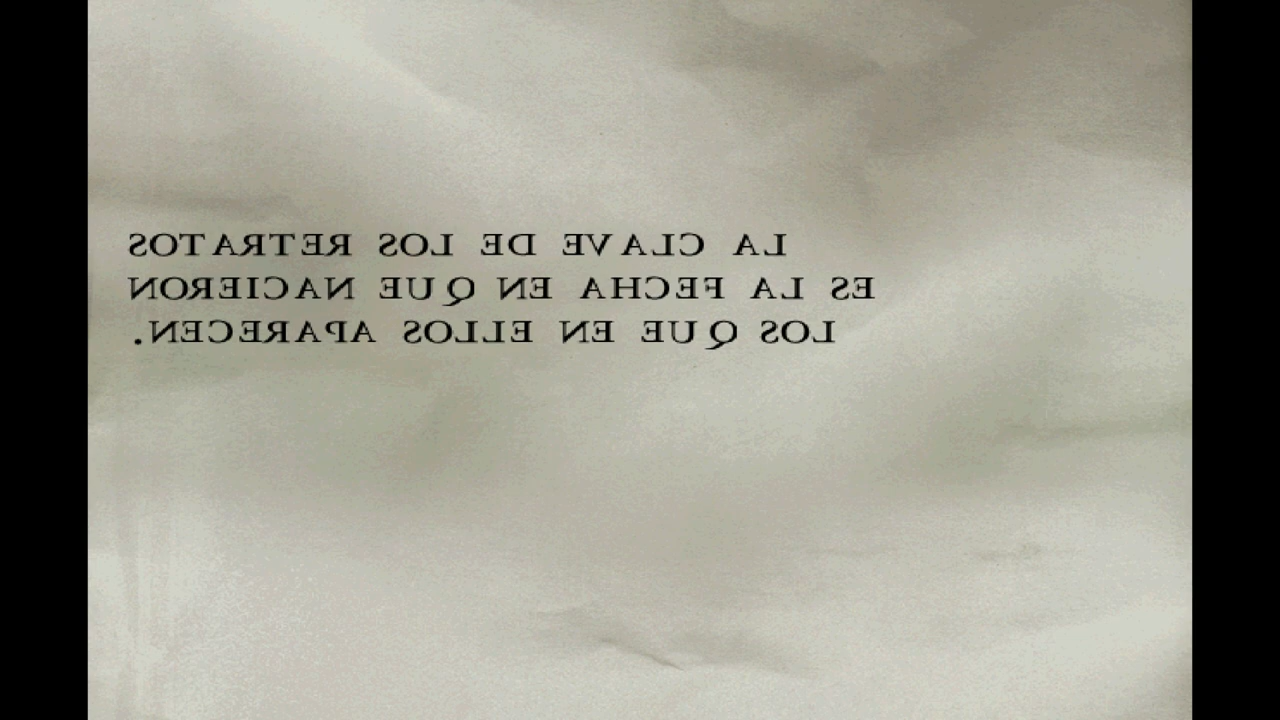 LA CLAVE DE LOS RETRATOS
ES LA FECHA EN QUE NACIERON
LOS QUE EN ELLOS APARECEN.